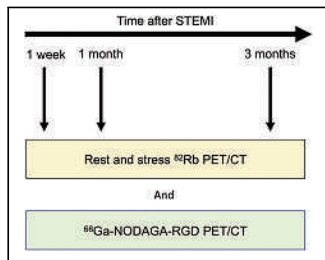 Time after STEMI
1 week 1 month 3 months
Rest and stress ⁸²Rb PET/CT
And
⁶⁸Ga-NODAGA-RGD PET/CT